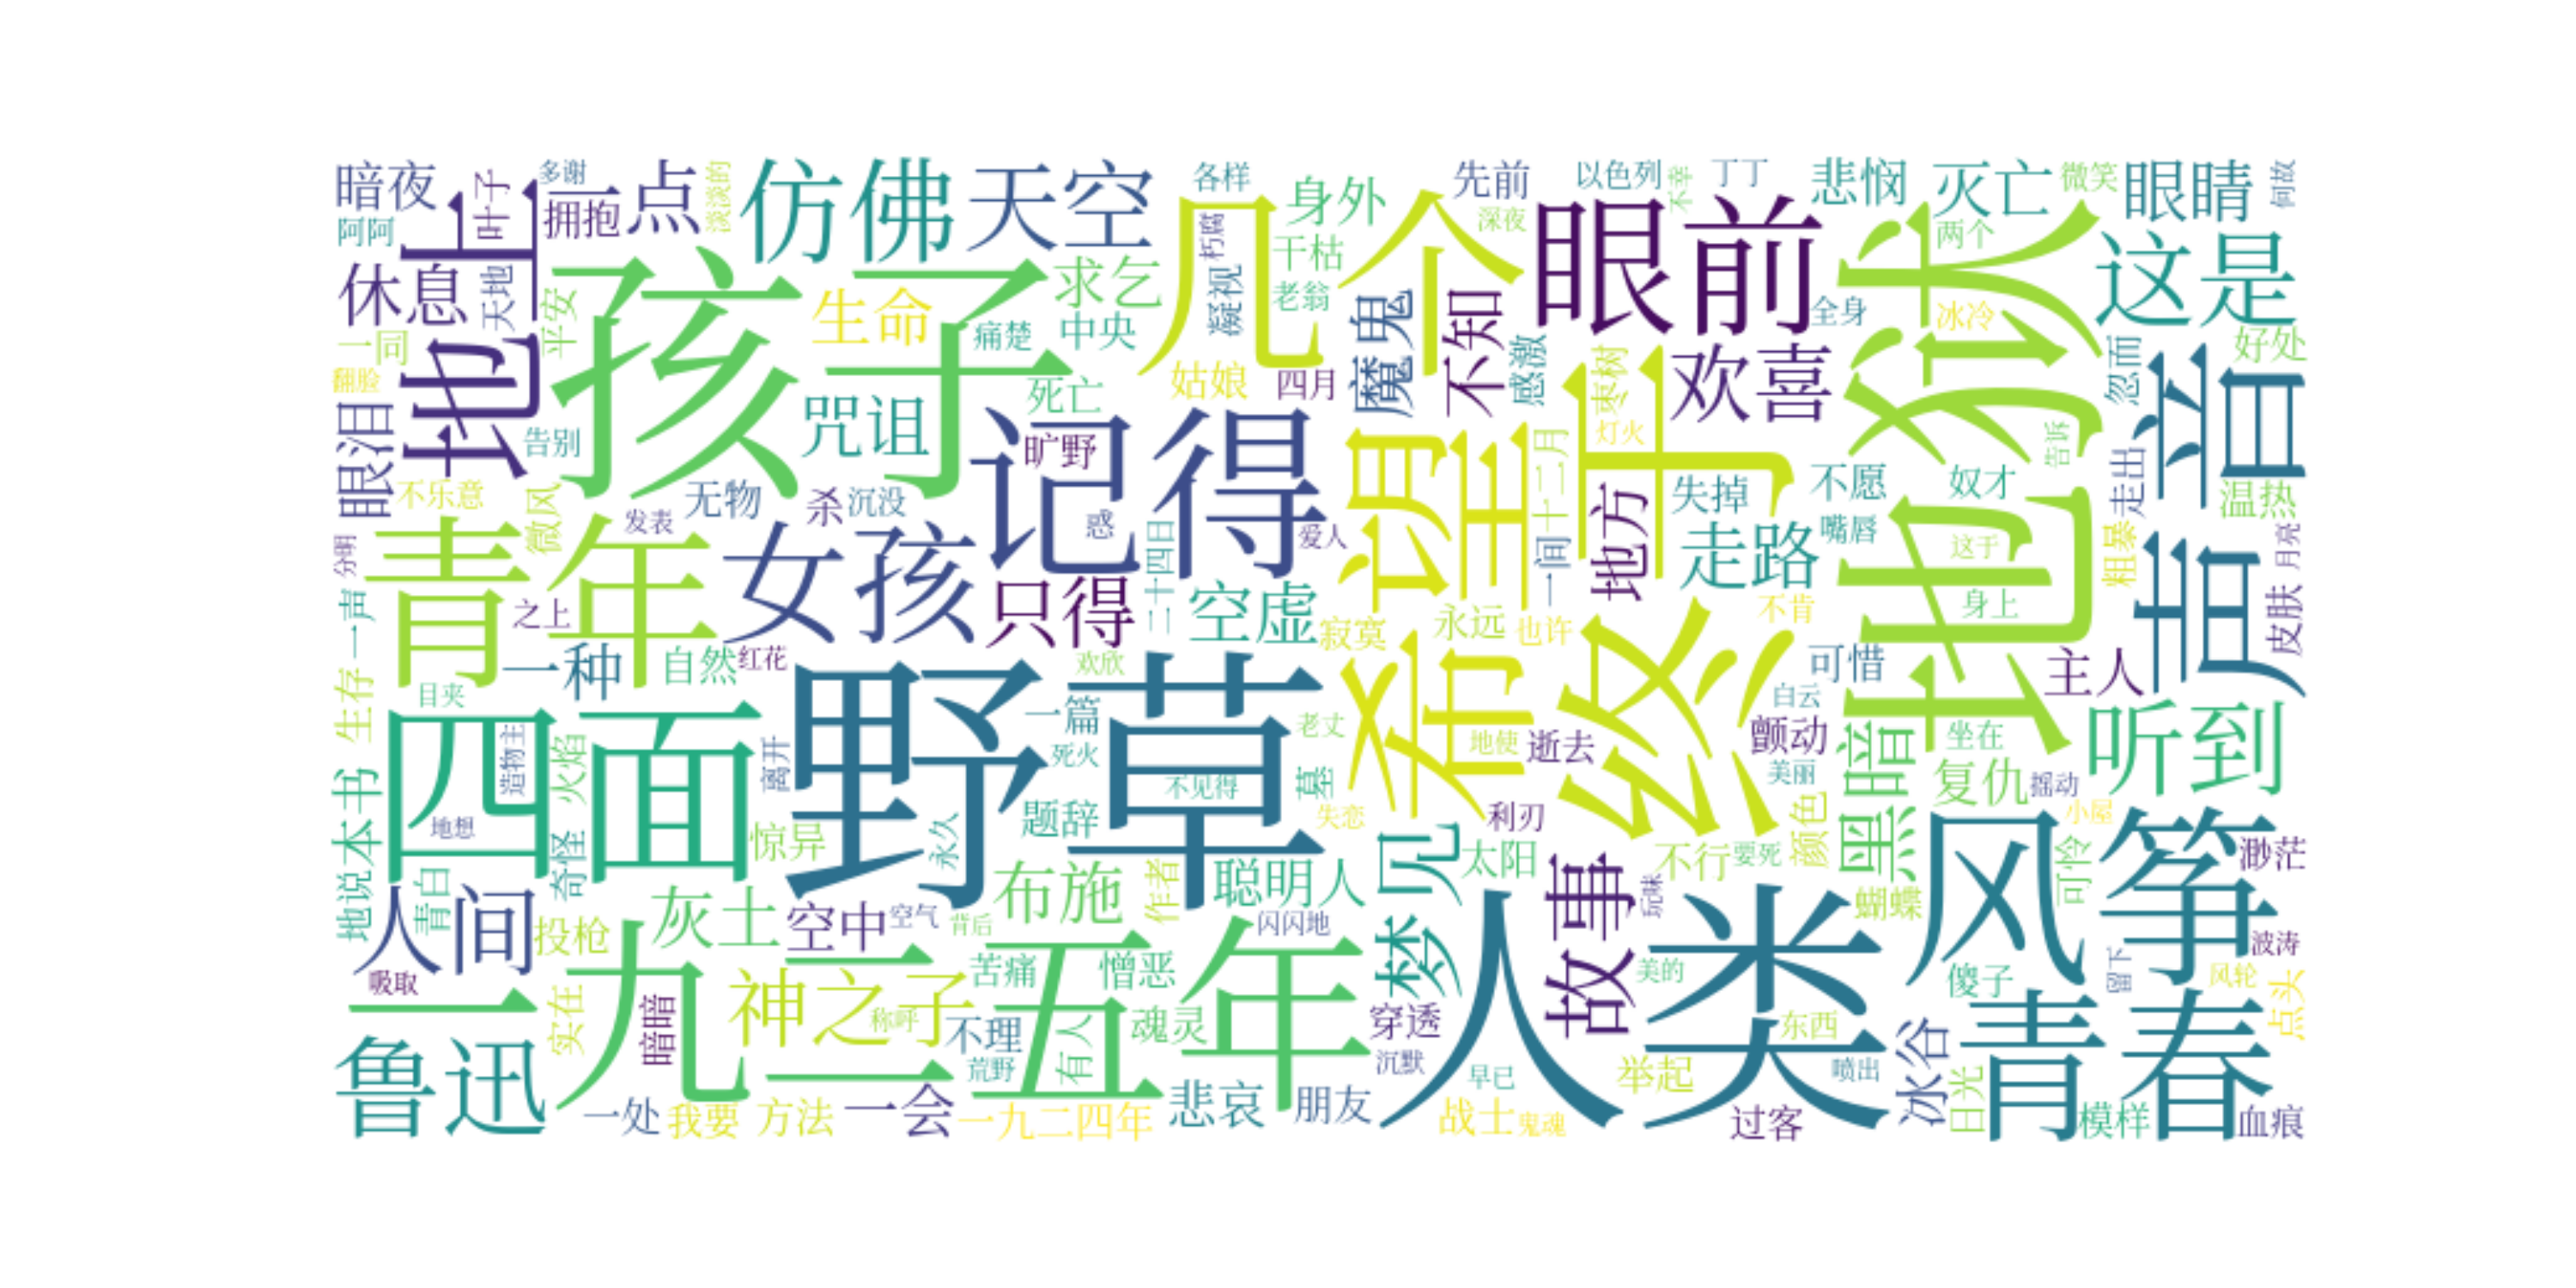 暗夜
多谢
一点
淡淡的
仿佛
天空
各样
身外
先前
以色列
不幸
丁丁
悲悯
灭亡
微笑
眼睛
何故
阿阿
地上
叶子
拥抱
几个
朽腐
干枯
深夜
眼前
地狱
两个
这是
休息
天地
平安
孩子
生命
痛楚
求乞
中央
凝视
老翁
魔鬼
不知
感激
全身
冰冷
忽而
好处
一同
翻脸
姑娘
四月
终于
枣树
欢喜
声音
眼泪
告别
咒诅
死亡
记得
旷野
希望
灯火
告诉
走出
不乐意
微风
无物
杀
沉没
惑
十二月
地方
失掉
不愿
奴才
温热
分明
青年
发表
女孩
二十四日
爱人
一间
走路
嘴唇
这于
粗暴
月亮
一声
之上
只得
空虚
寂寞
永远
也许
不肯
身上
皮肤
生存
目夹
一种
自然
红花
野草
欢欣
可惜
主人
四面
造物主
火焰
离开
一篇
死火
老丈
地使
逝去
白云
颤动
黑暗
坐在
听到
地说
本书
地想
奇怪
惊异
永久
题辞
不见得
墓
失恋
利刃
美丽
颜色
复仇
摇动
小屋
人间
青白
投枪
灰土
空中
空气
背后
布施
作者
聪明人
梦见
太阳
故事
玩味
不行
要死
蝴蝶
风筝
可怜
渺茫
吸取
一九二五年
实在
暗暗
神之子
称呼
苦痛
憎恶
闪闪地
人类
美的
傻子
留下
波涛
风轮
点头
鲁迅
不理
荒野
有人
魂灵
穿透
沉默
早已
举起
东西
喷出
冰谷
日光
青春
一处
我要
方法
一会
一九二四年
悲哀
朋友
战士
鬼魂
过客
模样
血痕